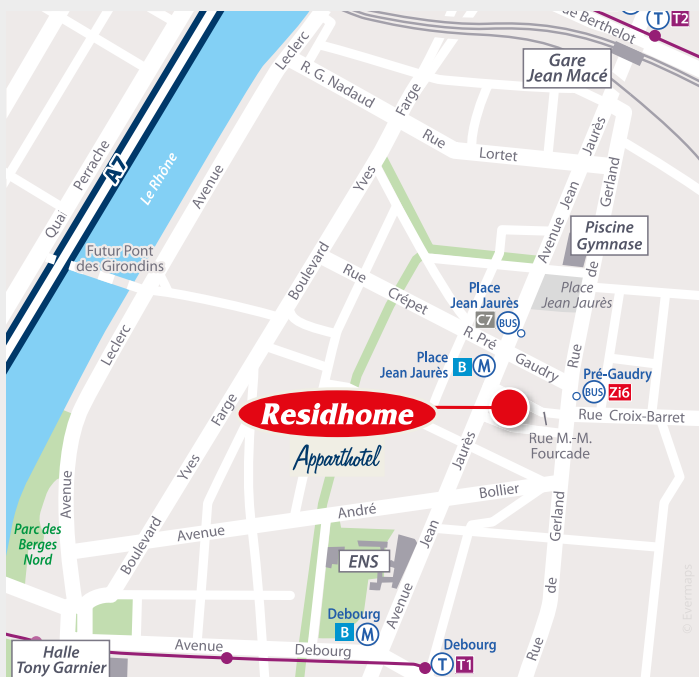 T T2
Rue Berthelot
Gare
Jean Macé
Leclerc
R. G. Nadaud
Farge
Rue
Lortet
Jaurès
Gerland
Quai Perrache
A7
Le Rhône
Avenue
Yves
Jean
Avenue
de
Piscine
Gymnase
Futur Pont
des Girondins
Boulevard
Rue
Crépet
Place
Jean Jaurès
C7 BUS
Place
Jean Jaurès
R. Pré
Gaudry
Rue
Leclerc
Place
Jean Jaurès
B M
Pré-Gaudry
BUS Zi6
Residhome
Apparthotel
Farge
Rue Croix-Barret
Rue M.-M.
Fourcade
Jaurès
Yves
Avenue
Boulevard
Avenue
André
Bollier
Gerland
Jean
Parc des
Berges
Nord
ENS
de
Avenue
Debourg
B M
Rue
Avenue
Debourg
Debourg
T T1
Halle
Tony Garnier
© Evermaps